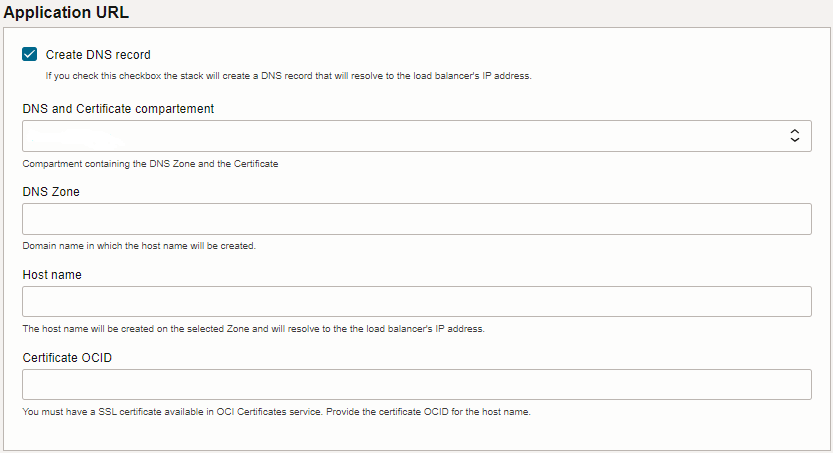 Application URL
Create DNS record
If you check this checkbox the stack will create a DNS record that will resolve to the load balancer's IP address.
DNS and Certificate compartement
Compartment containing the DNS Zone and the Certificate
DNS Zone
Domain name in which the host name will be created.
Host name
The host name will be created on the selected Zone and will resolve to the the load balancer's IP address.
Certificate OCID
You must have a SSL certificate available in OCI Certificates service. Provide the certificate OCID for the host name.